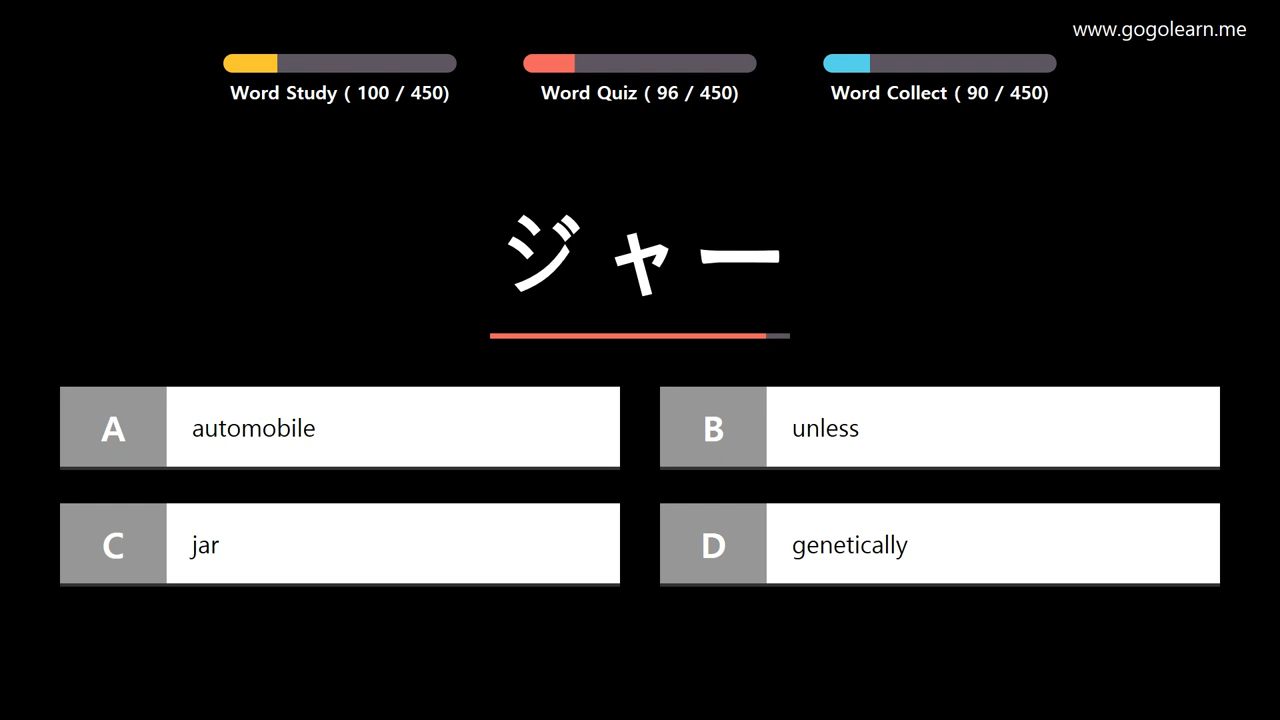 www.gogolearn.me
Word Study ( 100 / 450)
Word Quiz ( 96 / 450)
Word Collect ( 90 / 450)
ジャー
A automobile
B unless
C jar
D genetically